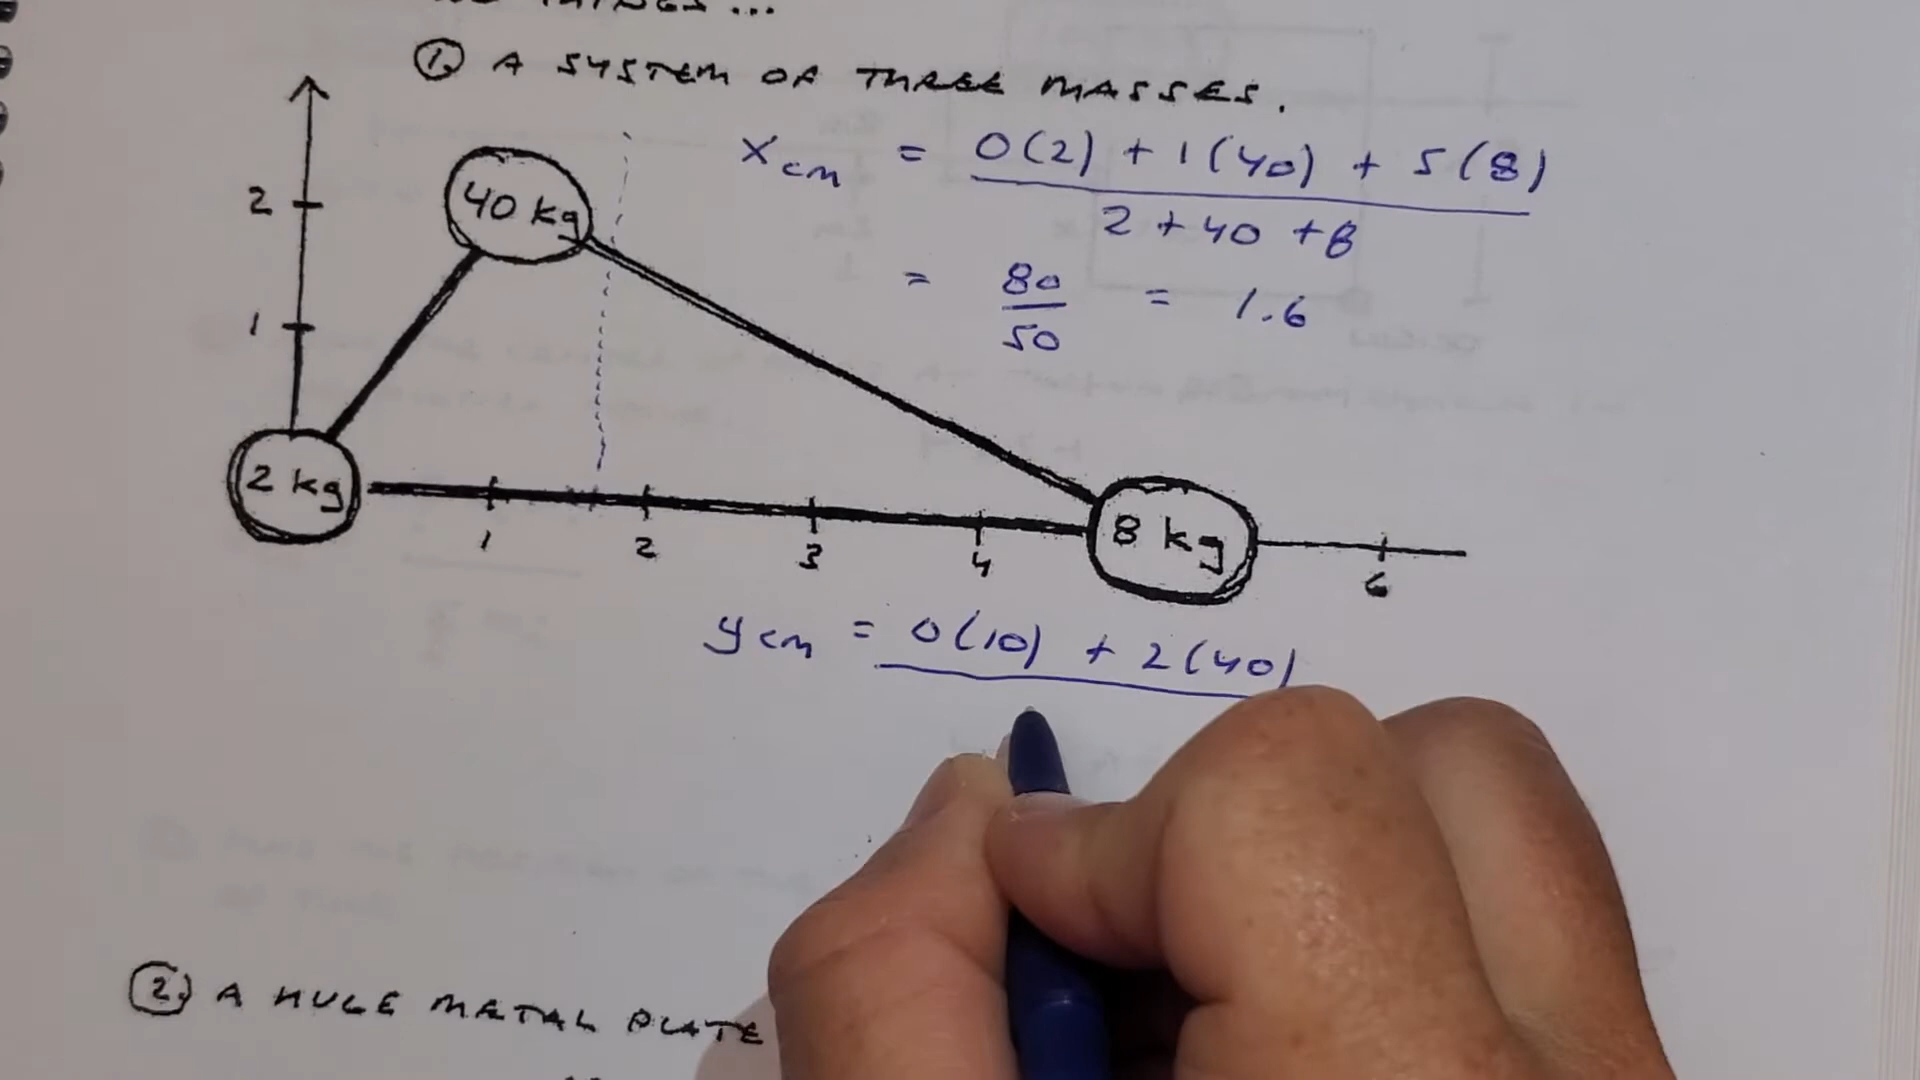 ① A SYSTEM OF THREE MASSES.
Xcm = 0(2) + 1(40) + 5(8)
2 + 40 + 8
= 80 = 1.6
50
2
40 kg
1
2 kg
8 kg
1 2 3 4 6
ycm = 0(10) + 2(40)
② A HUGE METAL PLATE